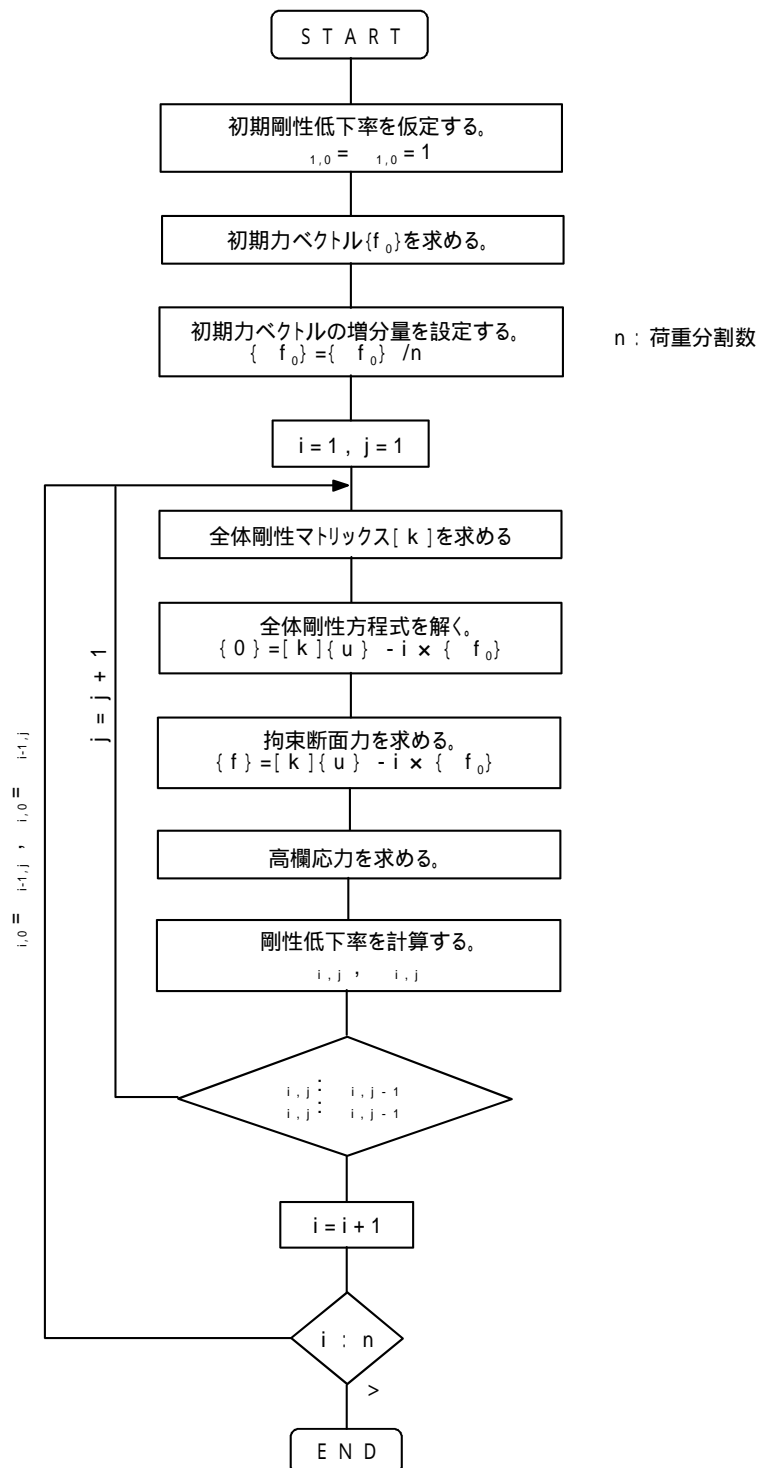 START
初期剛性低下率を仮定する。
1,0 = 1,0 = 1
初期力ベクトル{f0}を求める。
初期力ベクトルの増分量を設定する。
{ f0} ={ f0} /n
n : 荷重分割数
i=1 , j=1
全体剛性マトリックス[k]を求める
全体剛性方程式を解く。
{0} =[k]{u} - i × { f0}
拘束断面力を求める。
{f} =[k]{u} - i × { f0}
高欄応力を求める。
剛性低下率を計算する。
i,j , i,j
j = j + 1
i,0 = i-1,j , i,0 = i-1,j
i,j : i,j-1
i,j : i,j-1
i=i+1
i : n
>
END